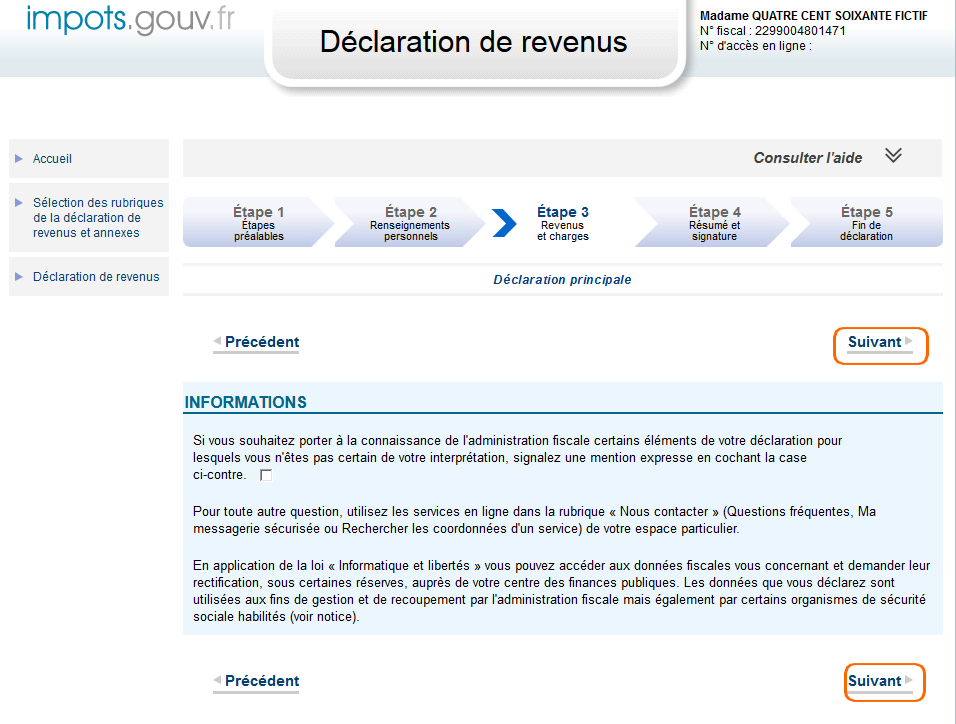 impots.gouv.fr
Déclaration de revenus
Madame QUATRE CENT SOIXANTE FICTIF
N° fiscal : 2299004801471
N° d'accès en ligne :
Accueil
Sélection des rubriques
de la déclaration de
revenus et annexes
Déclaration de revenus
Consulter l'aide
Étape 1
Étapes
préalables
Étape 2
Renseignements
personnels
Étape 3
Revenus
et charges
Étape 4
Résumé et
signature
Étape 5
Fin de
déclaration
Déclaration principale
Précédent
Suivant
INFORMATIONS
Si vous souhaitez porter à la connaissance de l'administration fiscale certains éléments de votre déclaration pour
lesquels vous n'êtes pas certain de votre interprétation, signalez une mention expresse en cochant la case
ci-contre.
Pour toute autre question, utilisez les services en ligne dans la rubrique « Nous contacter » (Questions fréquentes, Ma
messagerie sécurisée ou Rechercher les coordonnées d'un service) de votre espace particulier.
En application de la loi « Informatique et libertés » vous pouvez accéder aux données fiscales vous concernant et demander leur
rectification, sous certaines réserves, auprès de votre centre des finances publiques. Les données que vous déclarez sont
utilisées aux fins de gestion et de recoupement par l'administration fiscale mais également par certains organismes de sécurité
sociale habilités (voir notice).
Précédent
Suivant